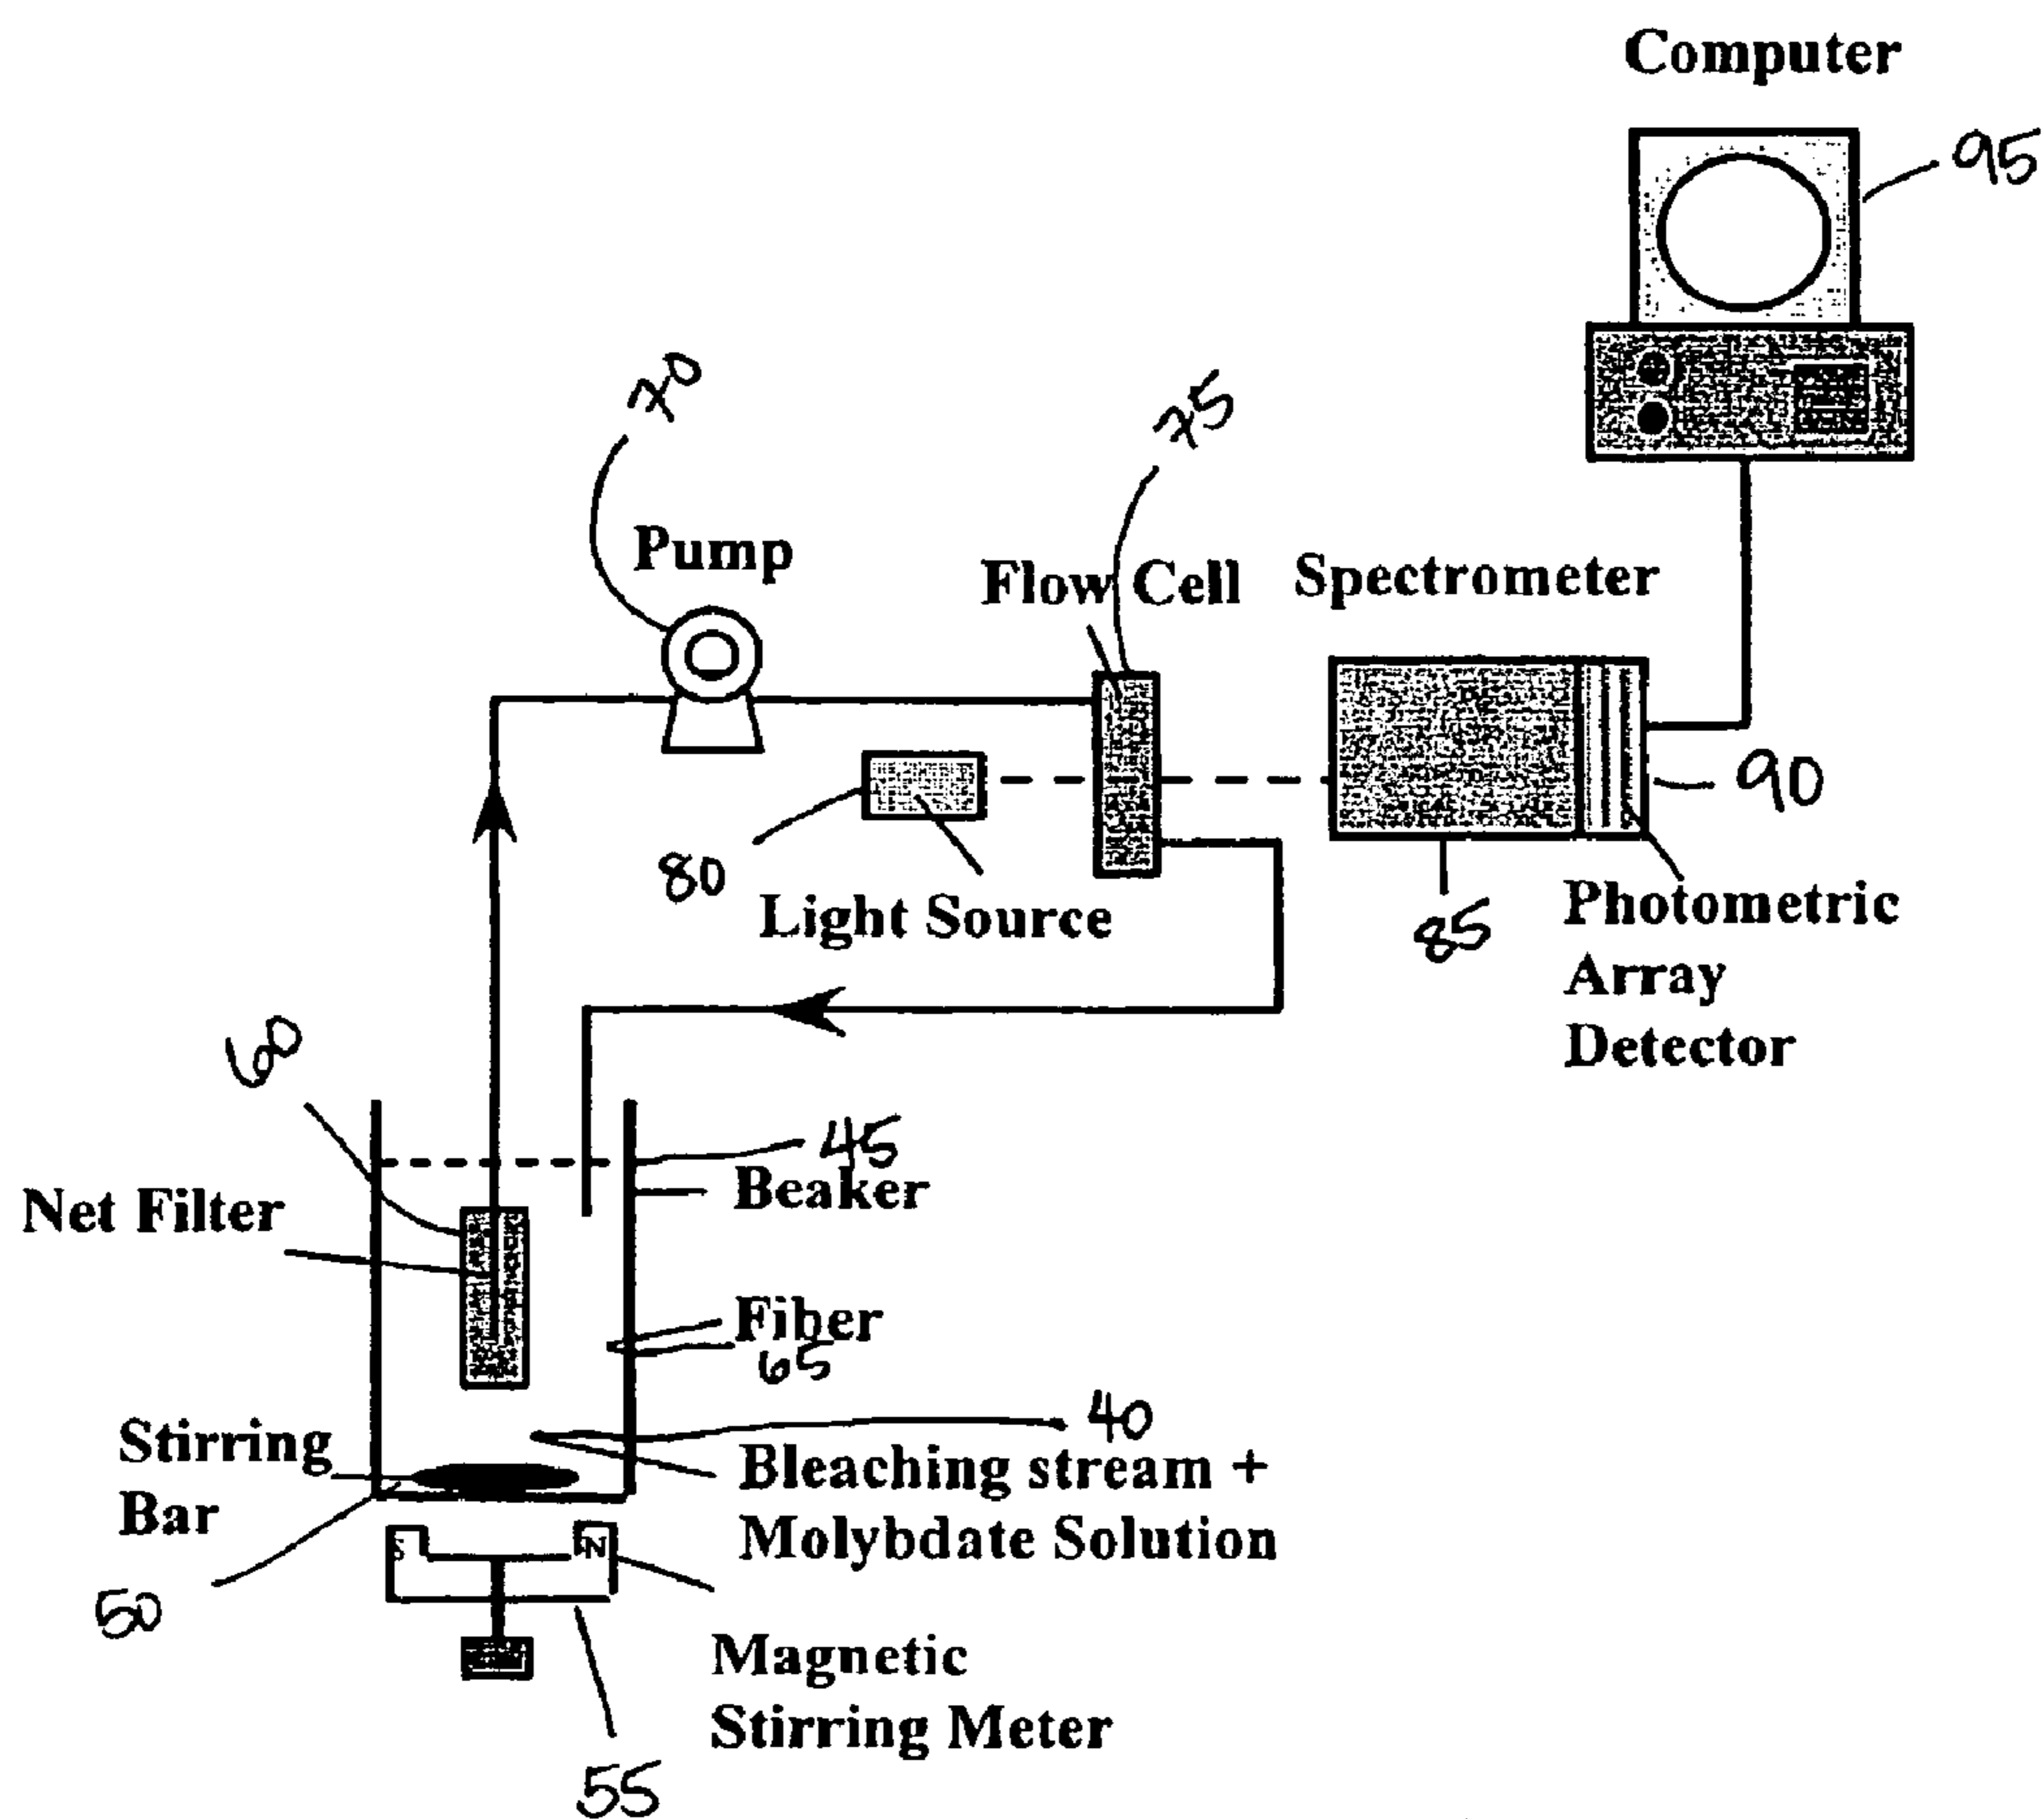 Computer
95
70
75
Pump
Flow Cell
Spectrometer
90
80
Light Source
85
Photometric
Array
Detector
60
45
Beaker
Net Filter
Fiber
65
40
Stirring
Bar
Bleaching stream +
Molybdate Solution
S
N
50
Magnetic
Stirring Meter
55